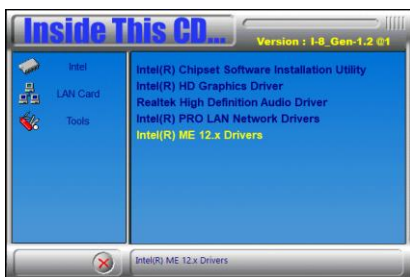 Inside This CD...
Version : I-8_Gen-1.2 @1
Intel
LAN Card
Tools
Intel(R) Chipset Software Installation Utility
Intel(R) HD Graphics Driver
Realtek High Definition Audio Driver
Intel(R) PRO LAN Network Drivers
Intel(R) ME 12.x Drivers
Intel(R) ME 12.x Drivers